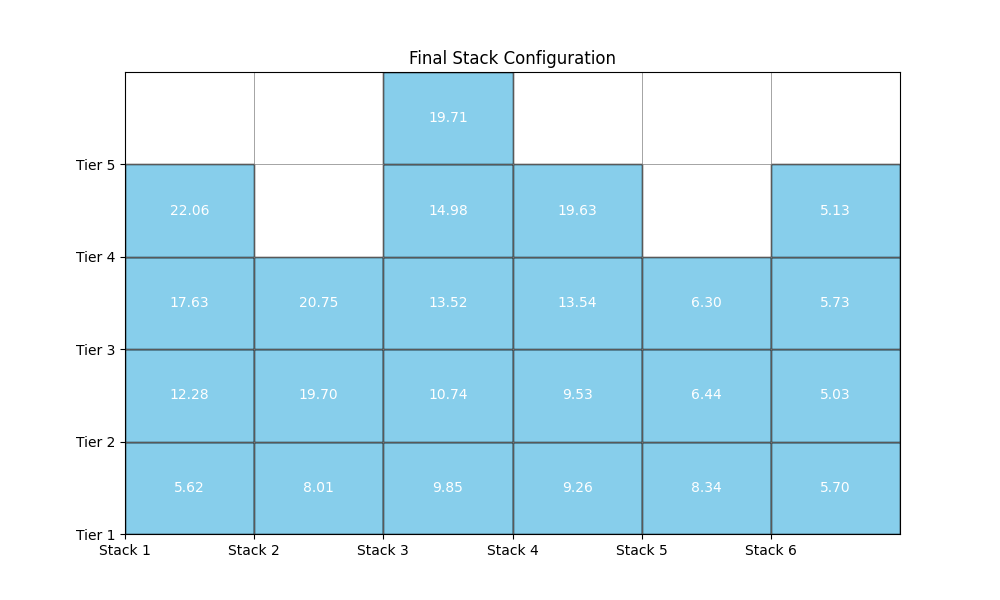 Final Stack Configuration
19.71
Tier 5
22.06 14.98 19.63 5.13
Tier 4
17.63 20.75 13.52 13.54 6.30 5.73
Tier 3
12.28 19.70 10.74 9.53 6.44 5.03
Tier 2
5.62 8.01 9.85 9.26 8.34 5.70
Tier 1
Stack 1 Stack 2 Stack 3 Stack 4 Stack 5 Stack 6